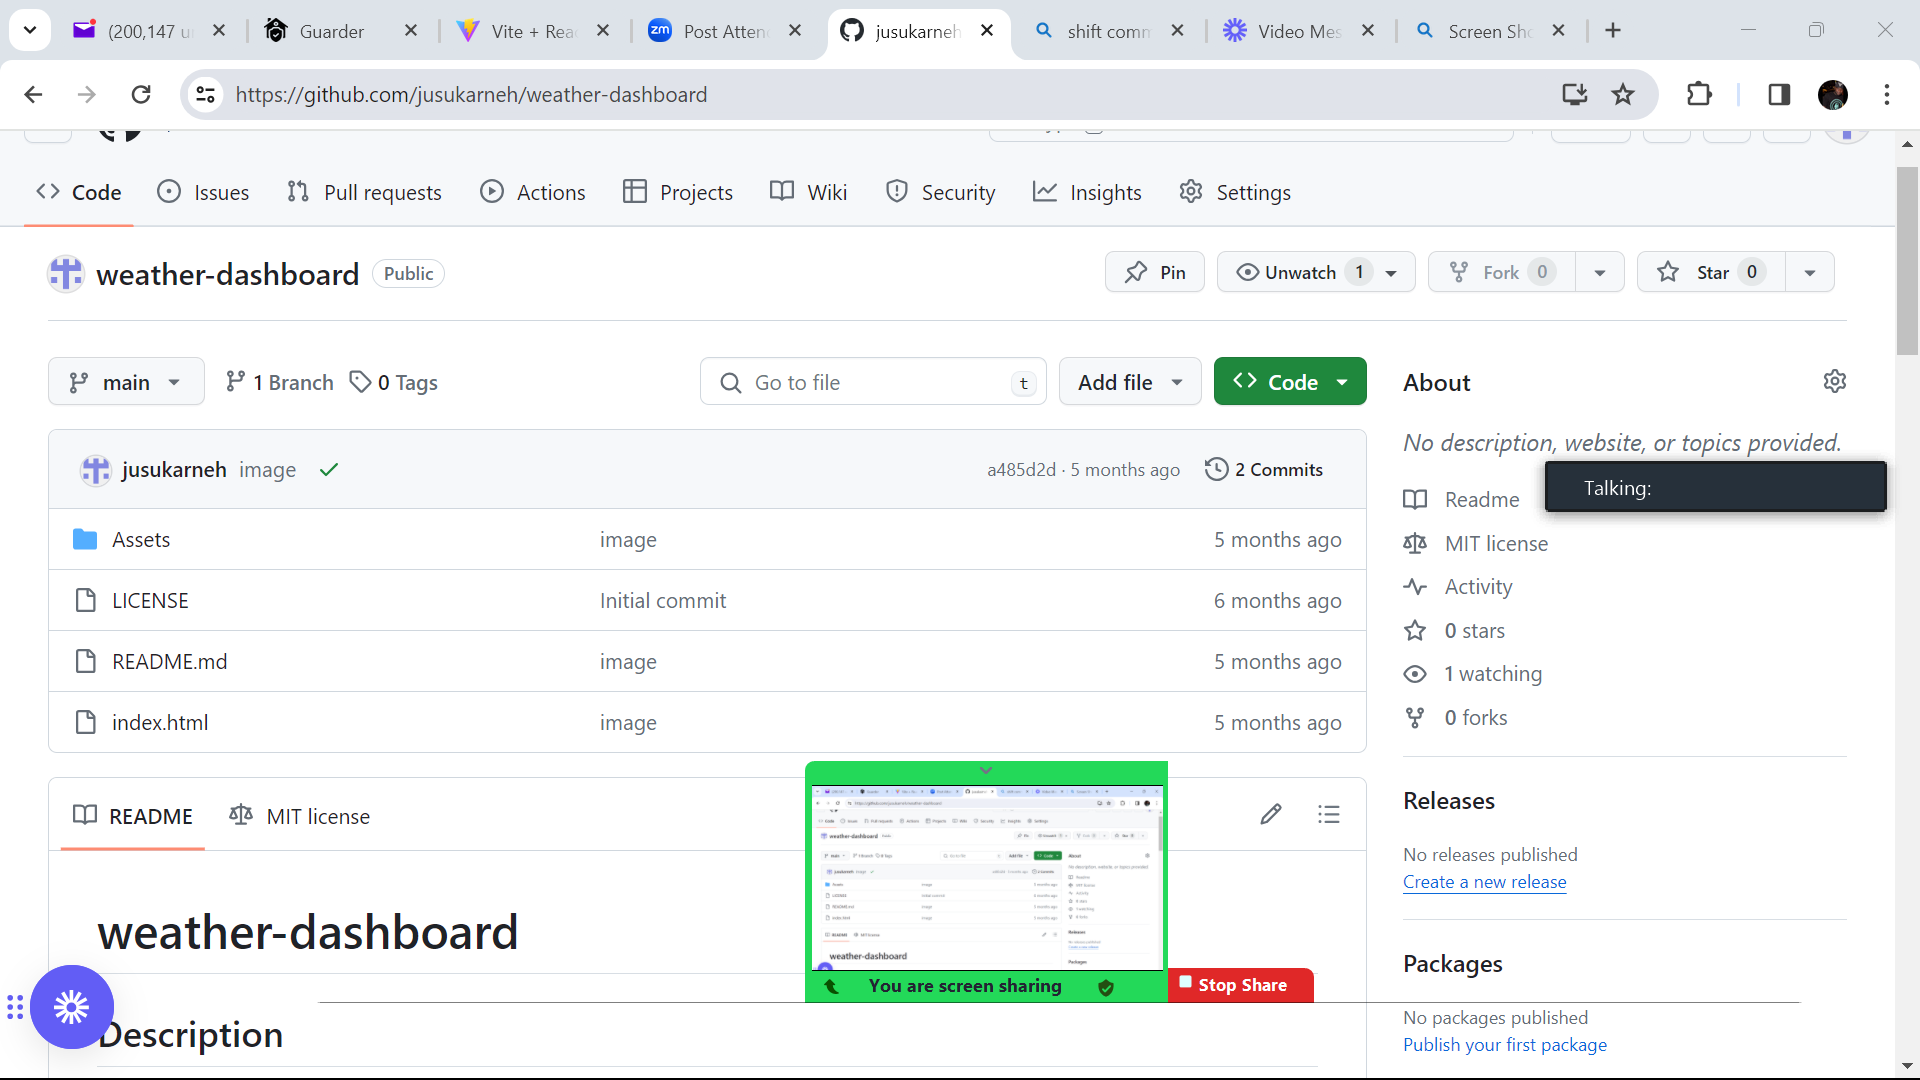 (200,147 u
Guarder
Vite + Rea
zm
Post Atten
jusukarneh
shift comm
Video Mes
Screen Sho
https://github.com/jusukarneh/weather-dashboard
Code
Issues
Pull requests
Actions
Projects
Wiki
Security
Insights
Settings
weather-dashboard
Public
Pin
Unwatch 1
Fork 0
Star 0
main
1 Branch
0 Tags
Go to file
t
Add file
Code
About
No description, website, or topics provided.
jusukarneh image
a485d2d · 5 months ago
2 Commits
Talking:
Readme
Assets
image
5 months ago
MIT license
LICENSE
Initial commit
6 months ago
Activity
0 stars
README.md
image
5 months ago
1 watching
index.html
image
5 months ago
0 forks
README
MIT license
Releases
No releases published
Create a new release
weather-dashboard
Packages
You are screen sharing
Stop Share
No packages published
Publish your first package
Description